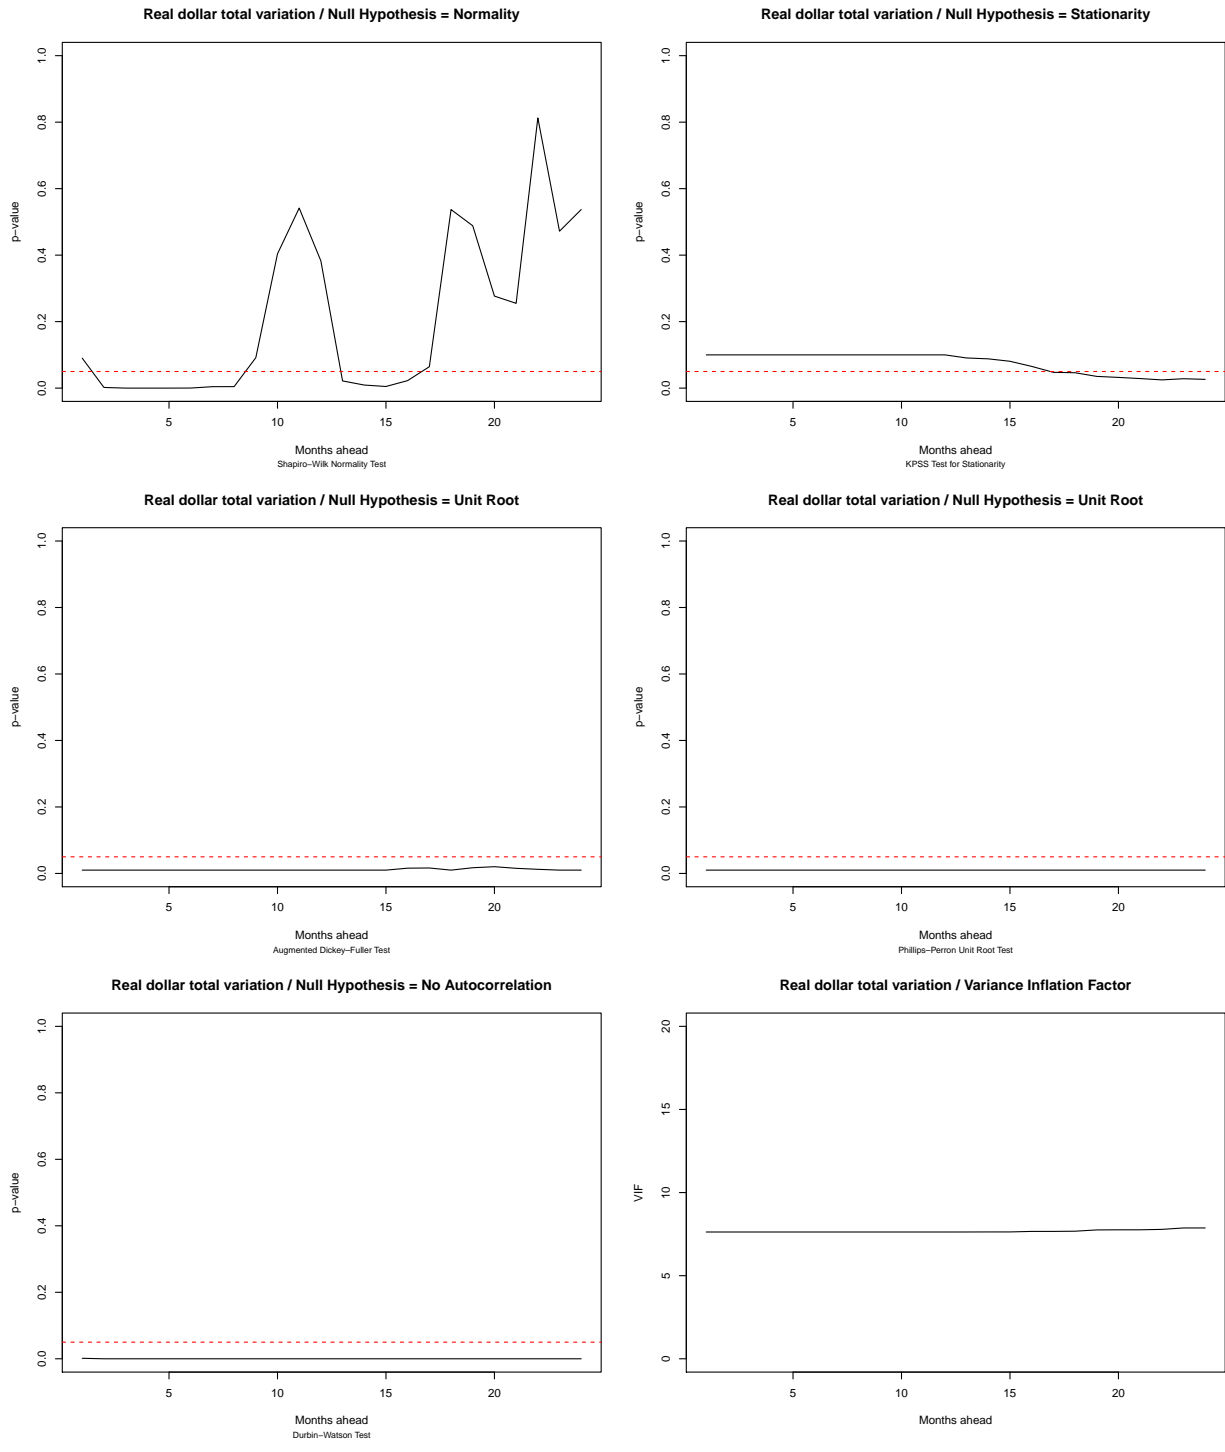 Real dollar total variation / Null Hypothesis = Normality
1.0
0.8
0.6
0.4
0.2
0.0
p−value
5 10 15 20
Months ahead
Shapiro−Wilk Normality Test
Real dollar total variation / Null Hypothesis = Stationarity
1.0
0.8
0.6
0.4
0.2
0.0
p−value
5 10 15 20
Months ahead
KPSS Test for Stationarity
Real dollar total variation / Null Hypothesis = Unit Root
1.0
0.8
0.6
0.4
0.2
0.0
p−value
5 10 15 20
Months ahead
Augmented Dickey−Fuller Test
Real dollar total variation / Null Hypothesis = Unit Root
1.0
0.8
0.6
0.4
0.2
0.0
p−value
5 10 15 20
Months ahead
Phillips−Perron Unit Root Test
Real dollar total variation / Null Hypothesis = No Autocorrelation
1.0
0.8
0.6
0.4
0.2
0.0
p−value
5 10 15 20
Months ahead
Durbin−Watson Test
Real dollar total variation / Variance Inflation Factor
20
15
10
5
0
VIF
5 10 15 20
Months ahead